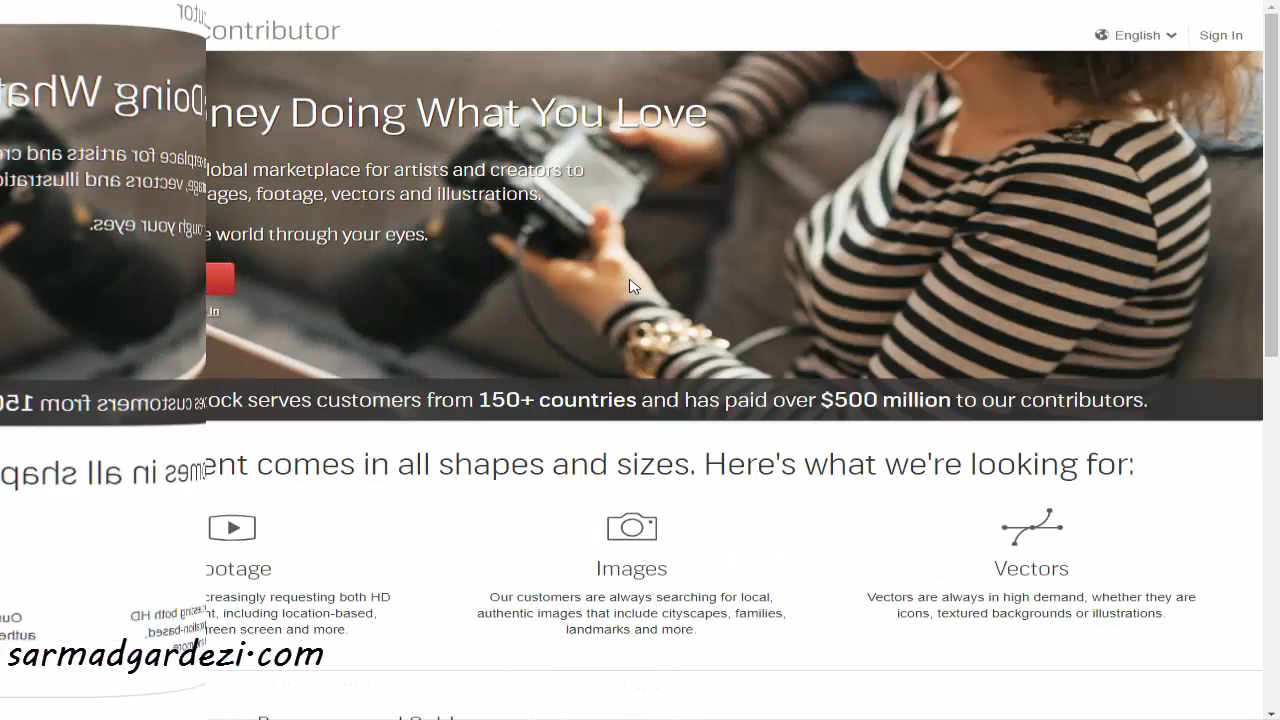 contributor
English
Sign In
ney Doing What You Love
lobal marketplace for artists and creators to
ages, footage, vectors and illustrations.
e world through your eyes.
in
ock serves customers from 150+ countries and has paid over $500 million to our contributors.
ent comes in all shapes and sizes. Here's what we're looking for:
ootage
creasingly requesting both HD
nt, including location-based,
reen screen and more.
Images
Our customers are always searching for local,
authentic images that include cityscapes, families,
landmarks and more.
Vectors
Vectors are always in high demand, whether they are
icons, textured backgrounds or illustrations.
sarmadgardezi.com